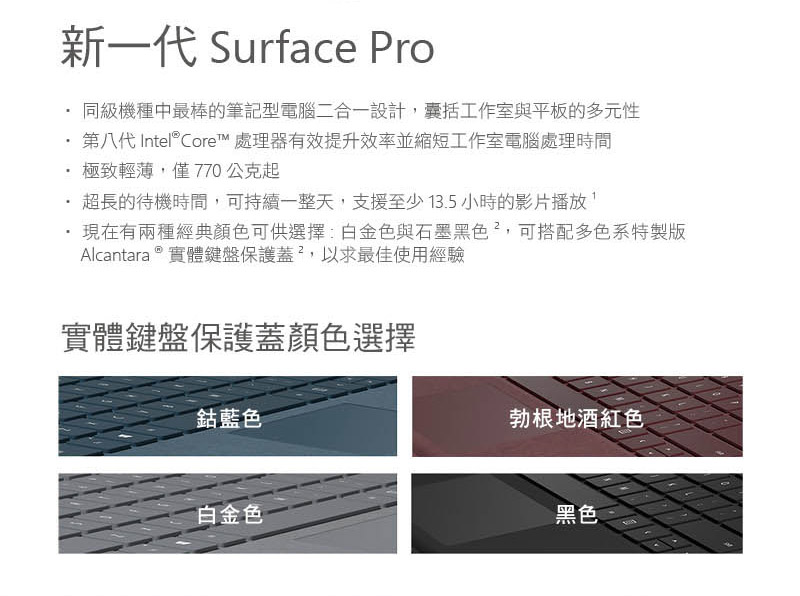 新一代 Surface Pro
· 同級機種中最棒的筆記型電腦二合一設計，囊括工作室與平板的多元性
· 第八代 Intel®Core™ 處理器有效提升效率並縮短工作室電腦處理時間
· 極致輕薄，僅 770 公克起
· 超長的待機時間，可持續一整天，支援至少 13.5 小時的影片播放 ¹
· 現在有兩種經典顏色可供選擇 : 白金色與石墨黑色 ²，可搭配多色系特製版
Alcantara ® 實體鍵盤保護蓋 ²，以求最佳使用經驗
實體鍵盤保護蓋顏色選擇
鈷藍色
勃根地酒紅色
白金色
黑色